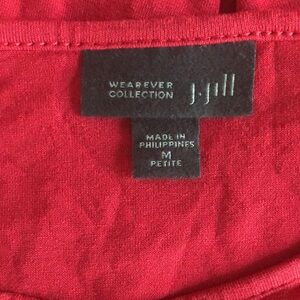 WEAREVER
COLLECTION
J.Jill
MADE IN
PHILIPPINES
M
PETITE